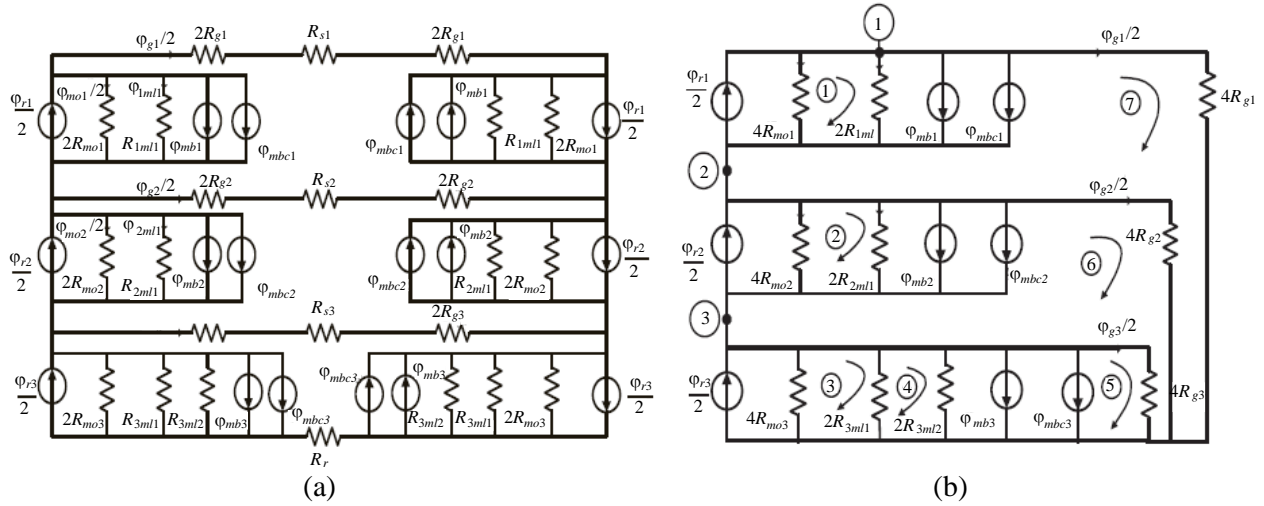 φg1/2 2Rg1 Rs1 2Rg1
φr1/2 φmo1/2 φ1ml1 φmb1 φr1/2
2Rmo1 R1ml1 φmb1 φmbc1 φmbc1 R1ml1 2Rmo1
φg2/2 2Rg2 Rs2 2Rg2
φmo2/2 φ2ml1 φmb2
φr2/2 2Rmo2 R2ml1 φmb2 φmbc2 φmbc2 R2ml1 2Rmo2 φr2/2
Rs3 2Rg3
φr3/2 φmbc3 φmb3 φr3/2
2Rmo3 R3ml1 R3ml2 φmb3 φmbc3 R3ml2 R3ml1 2Rmo3
Rr
(a)
1
φg1/2
φr1/2 1 7 4Rg1
4Rmo1 2R1ml φmb1 φmbc1
2
φg2/2
φr2/2 2 6 4Rg2
4Rmo2 2R2ml1 φmb2 φmbc2
3
φg3/2
φr3/2 3 4 5 4Rg3
4Rmo3 2R3ml1 2R3ml2 φmb3 φmbc3
(b)